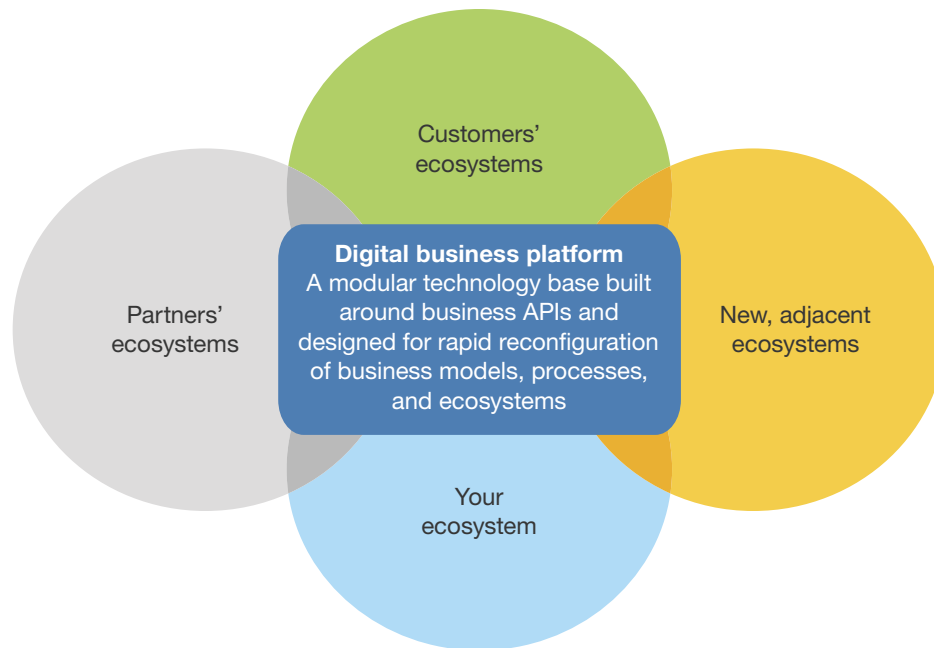 Customers’
ecosystems
Partners’
ecosystems
Digital business platform
A modular technology base built
around business APIs and
designed for rapid reconfiguration
of business models, processes,
and ecosystems
New, adjacent
ecosystems
Your
ecosystem